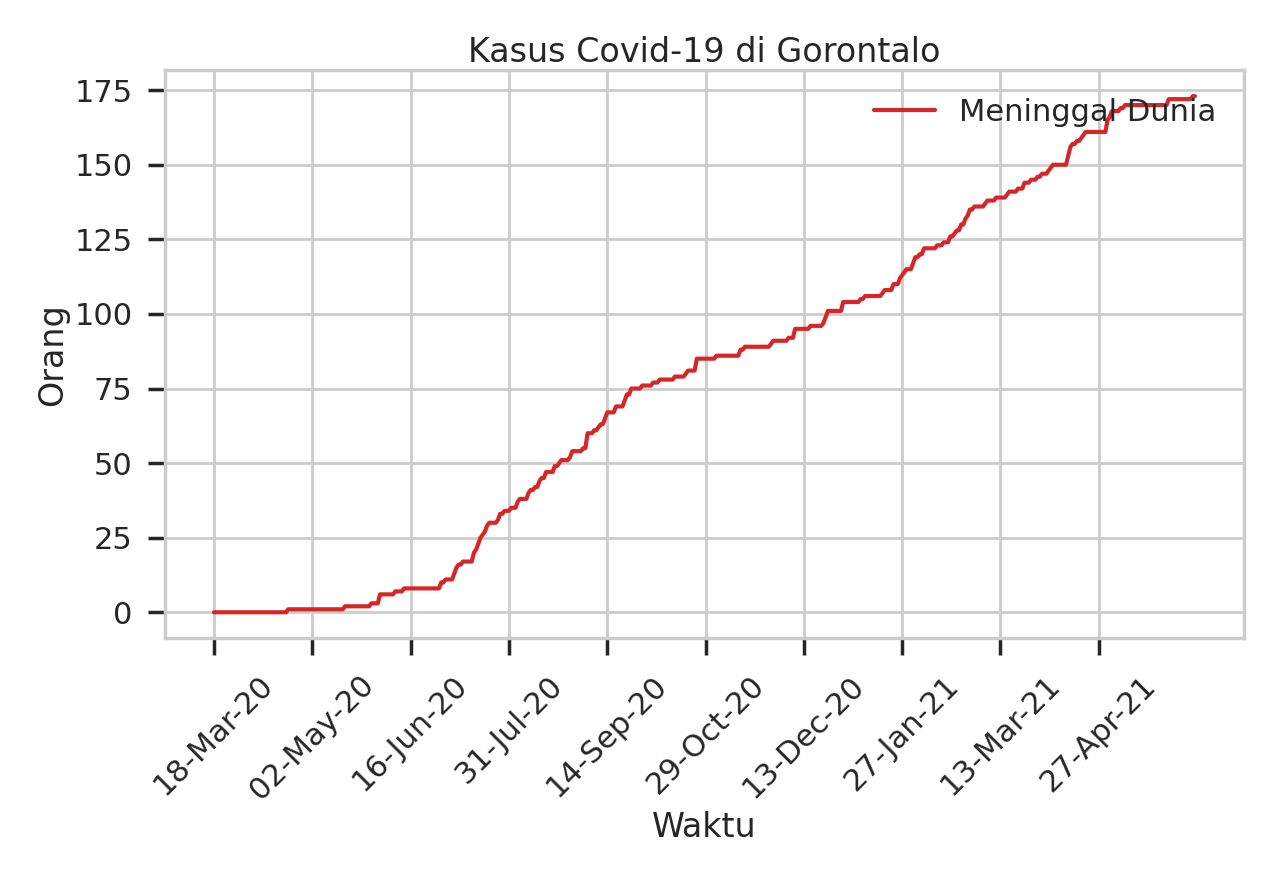 Kasus Covid-19 di Gorontalo
Meninggal Dunia
Orang
175
150
125
100
75
50
25
0
18-Mar-20
02-May-20
16-Jun-20
31-Jul-20
14-Sep-20
29-Oct-20
13-Dec-20
27-Jan-21
13-Mar-21
27-Apr-21
Waktu